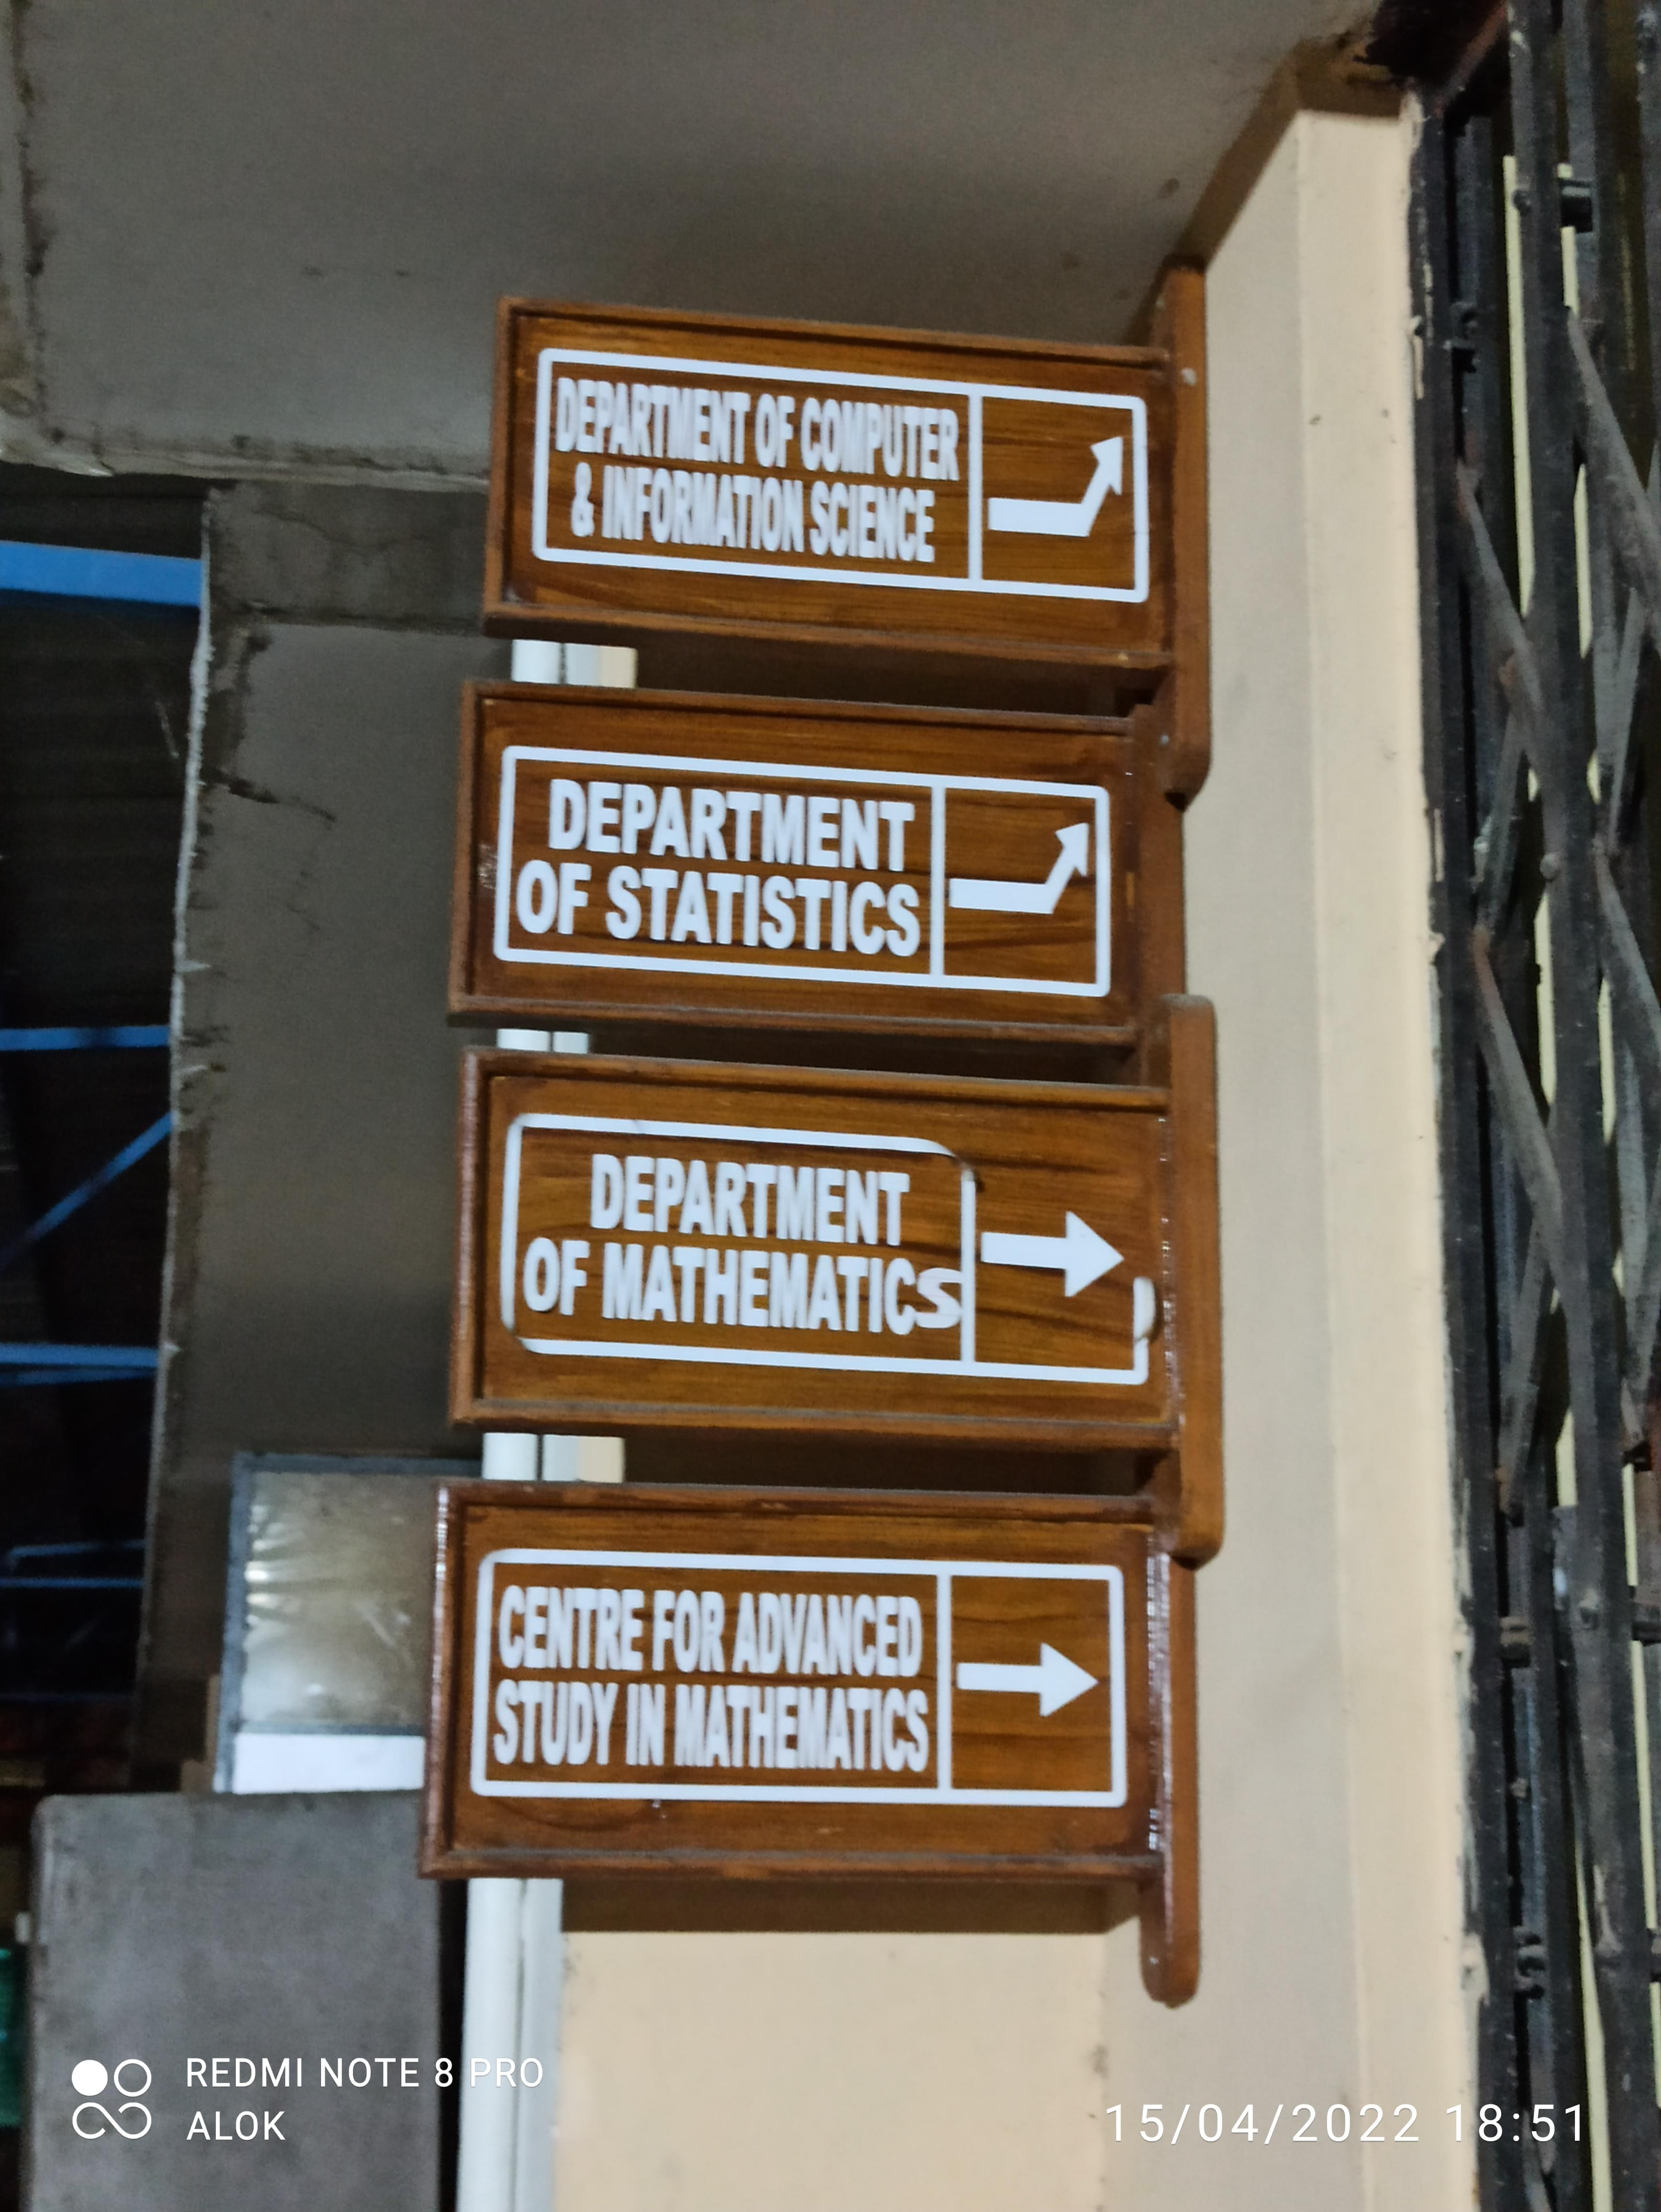 DEPARTMENT OF COMPUTER
& INFORMATION SCIENCE
DEPARTMENT
OF STATISTICS
DEPARTMENT
OF MATHEMATICS
CENTRE FOR ADVANCED
STUDY IN MATHEMATICS
REDMI NOTE 8 PRO
ALOK
15/04/2022 18:51